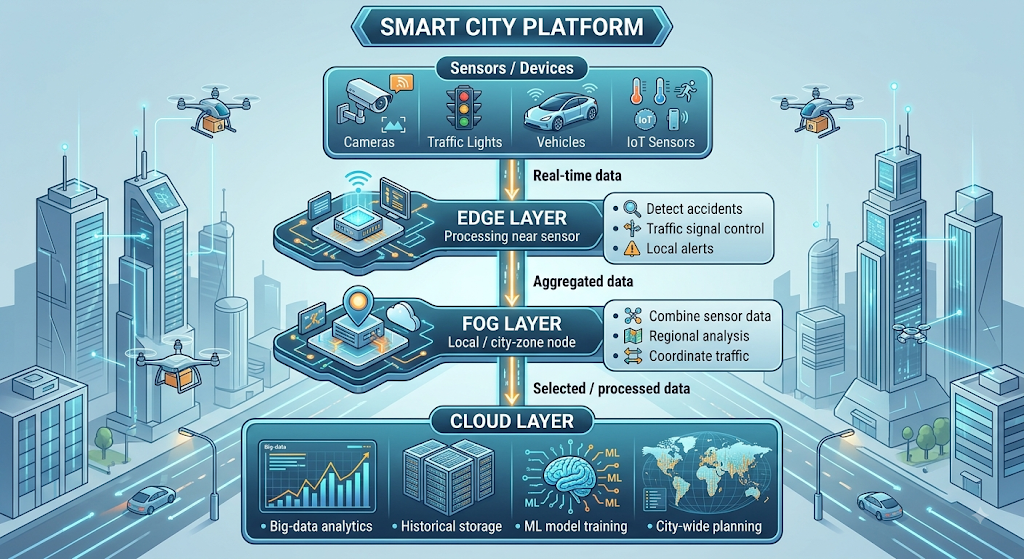 SMART CITY PLATFORM
Sensors / Devices
Cameras
Traffic Lights
Vehicles
IoT
IoT Sensors
Real-time data
EDGE LAYER
Processing near sensor
• Detect accidents
• Traffic signal control
• Local alerts
Aggregated data
FOG LAYER
Local / city-zone node
• Combine sensor data
• Regional analysis
• Coordinate traffic
Selected / processed data
CLOUD LAYER
Big-data
ML
ML
ML
ML
• Big-data analytics
• Historical storage
• ML model training
• City-wide planning